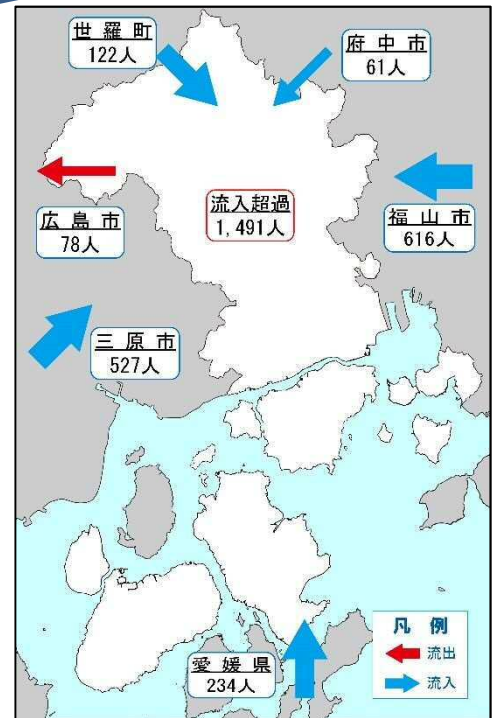 世羅町
122人
府中市
61人
広島市
78人
流入超過
1,491人
福山市
616人
三原市
527人
愛媛県
234人
凡例
流出
流入